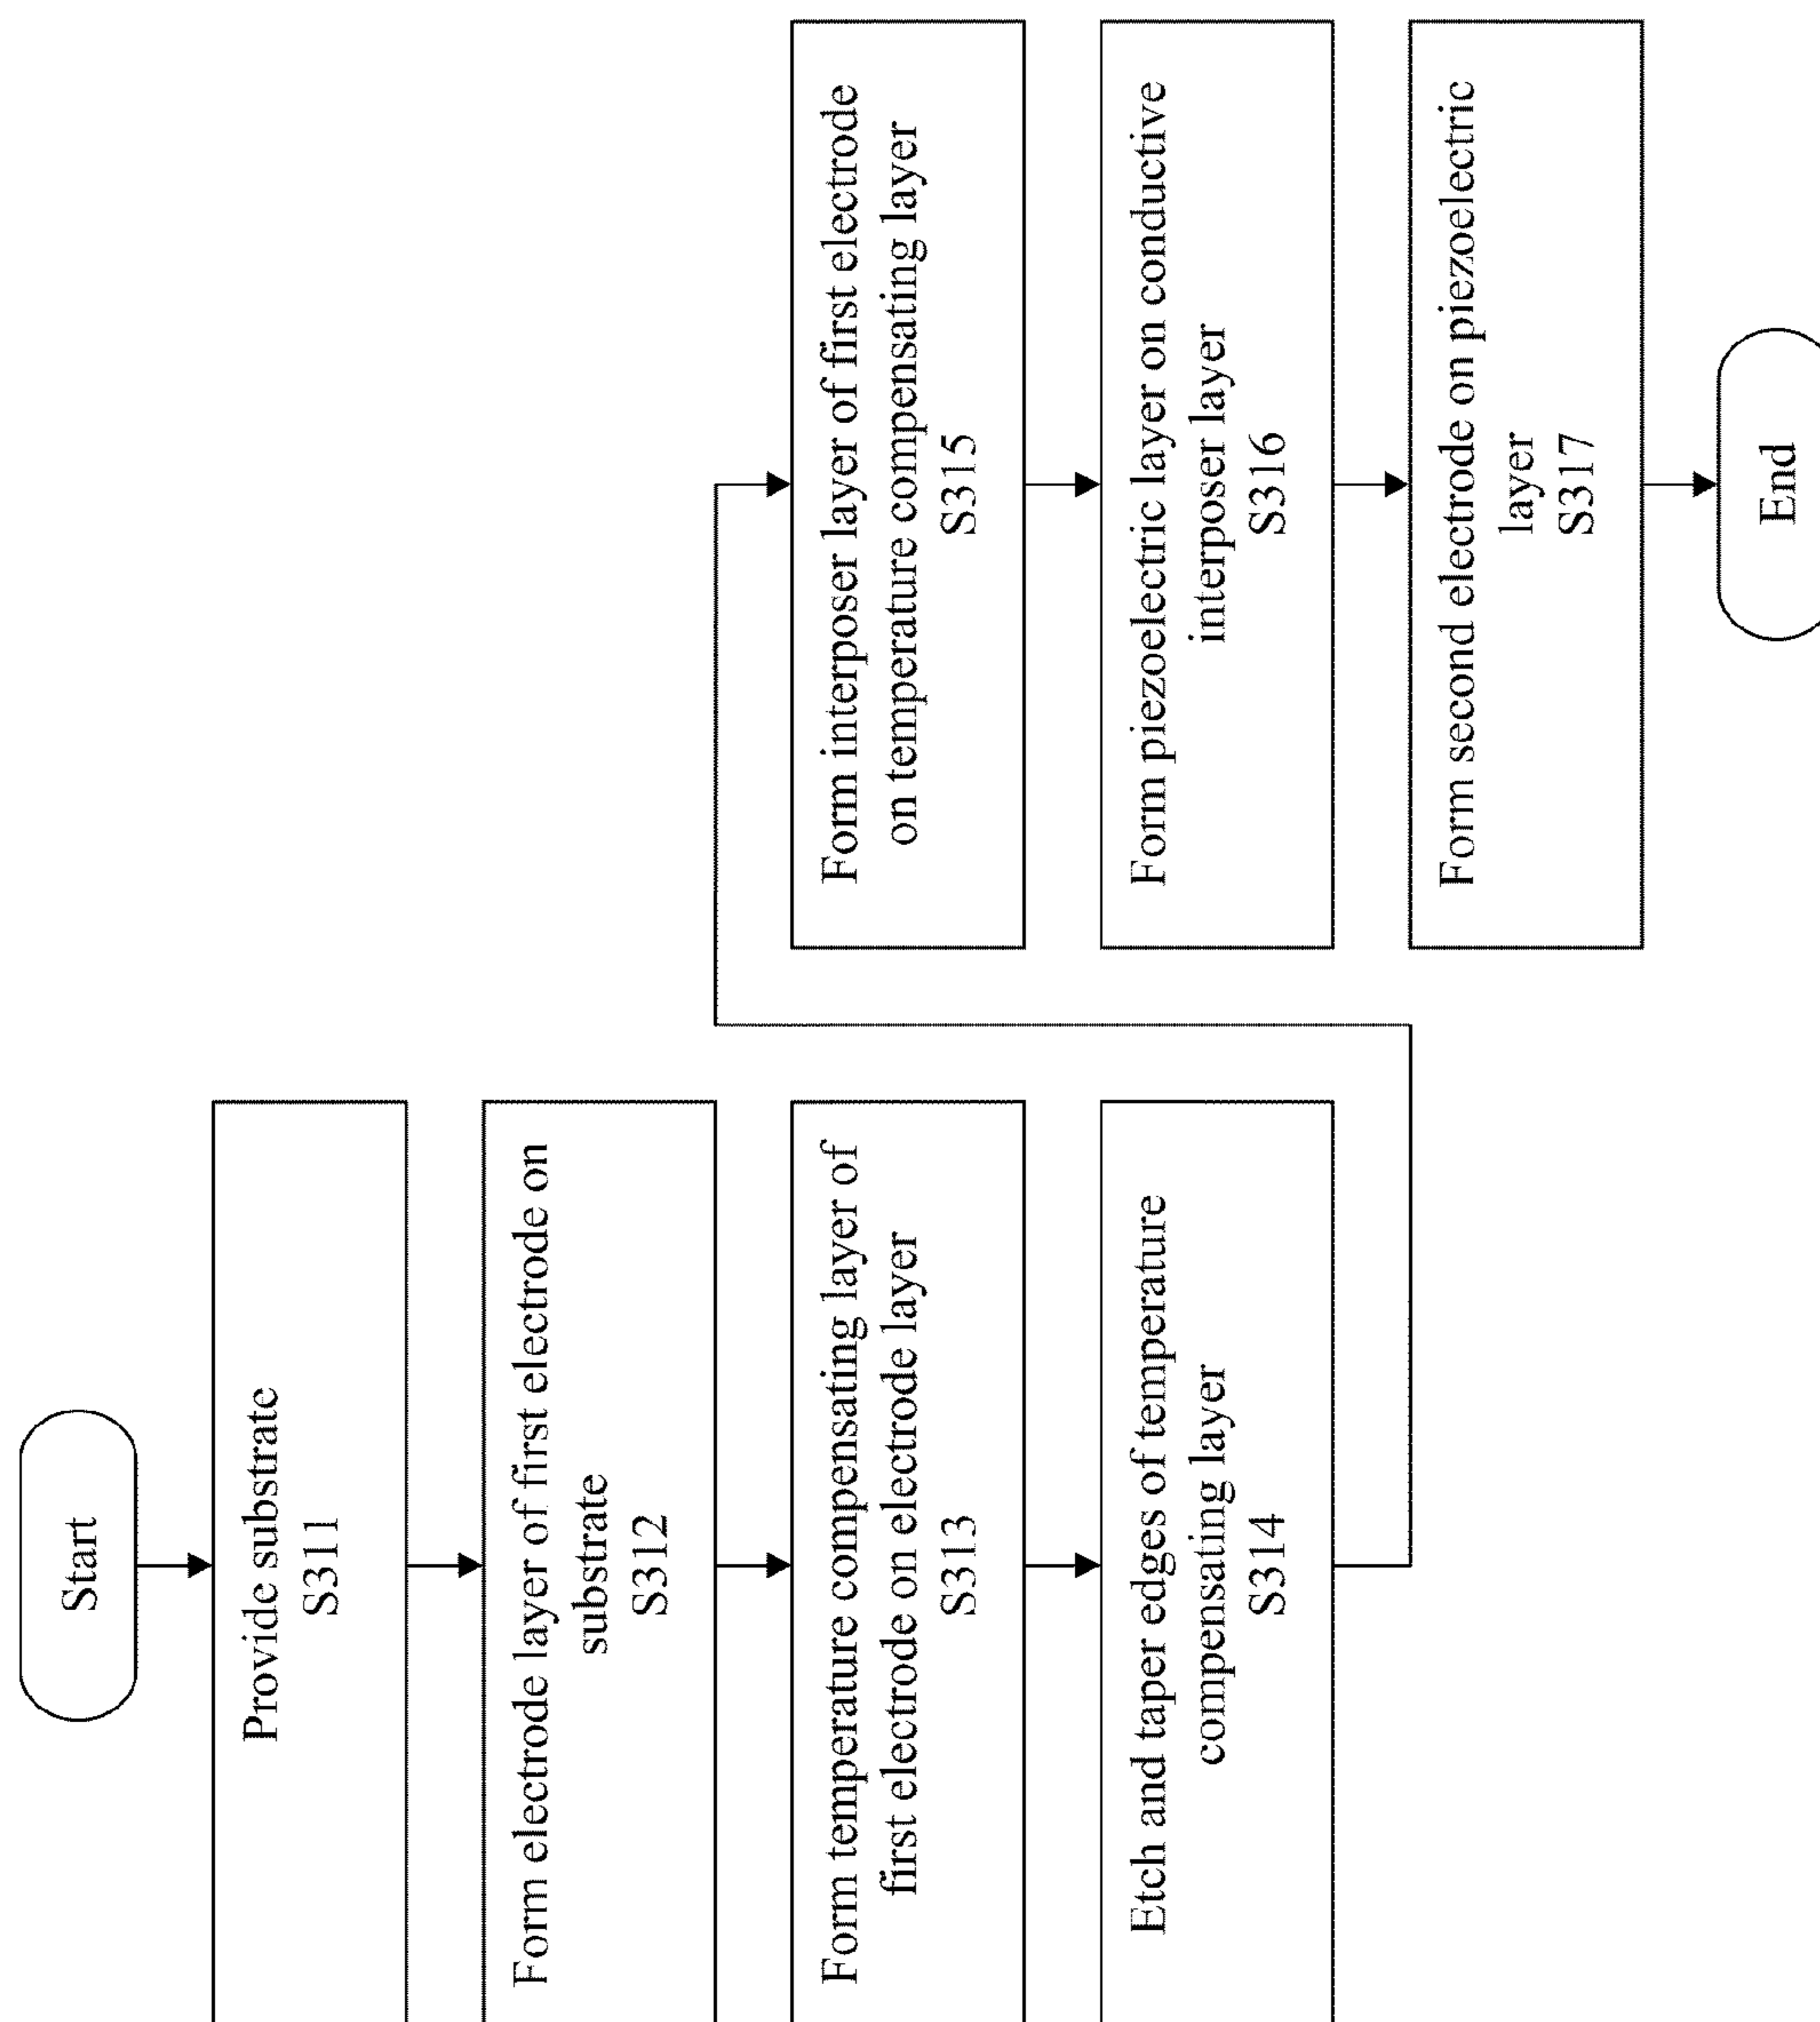 Start
Provide substrate
S311
Form electrode layer of first electrode on
substrate
S312
Form temperature compensating layer of
first electrode on electrode layer
S313
Etch and taper edges of temperature
compensating layer
S314
Form interposer layer of first electrode
on temperature compensating layer
S315
Form piezoelectric layer on conductive
interposer layer
S316
Form second electrode on piezoelectric
layer
S317
End